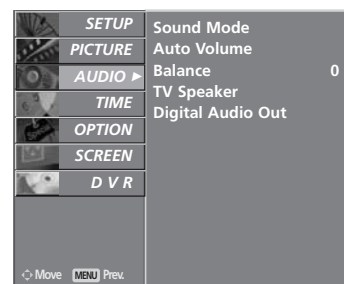 SETUP
PICTURE
AUDIO ►
TIME
OPTION
SCREEN
D V R
Sound Mode
Auto Volume
Balance 0
TV Speaker
Digital Audio Out
Move MENU Prev.